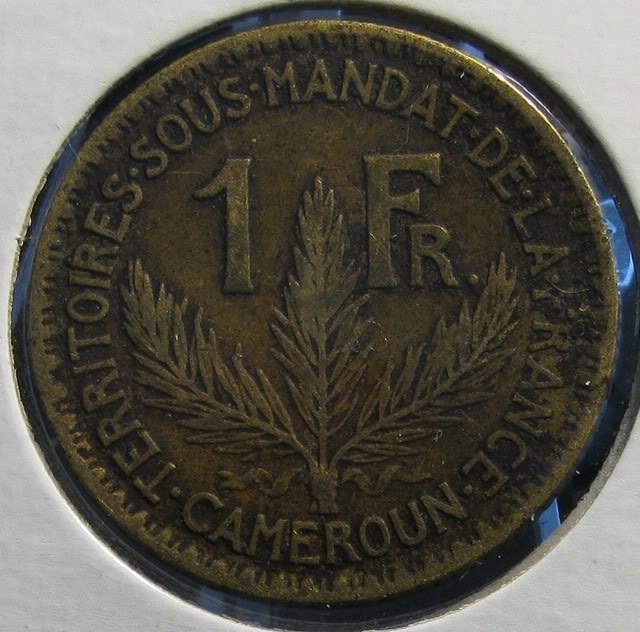 TERRITOIRES·SOUS·MANDAT·DE·LA·FRANCE·
1 FR.
CAMEROUN·